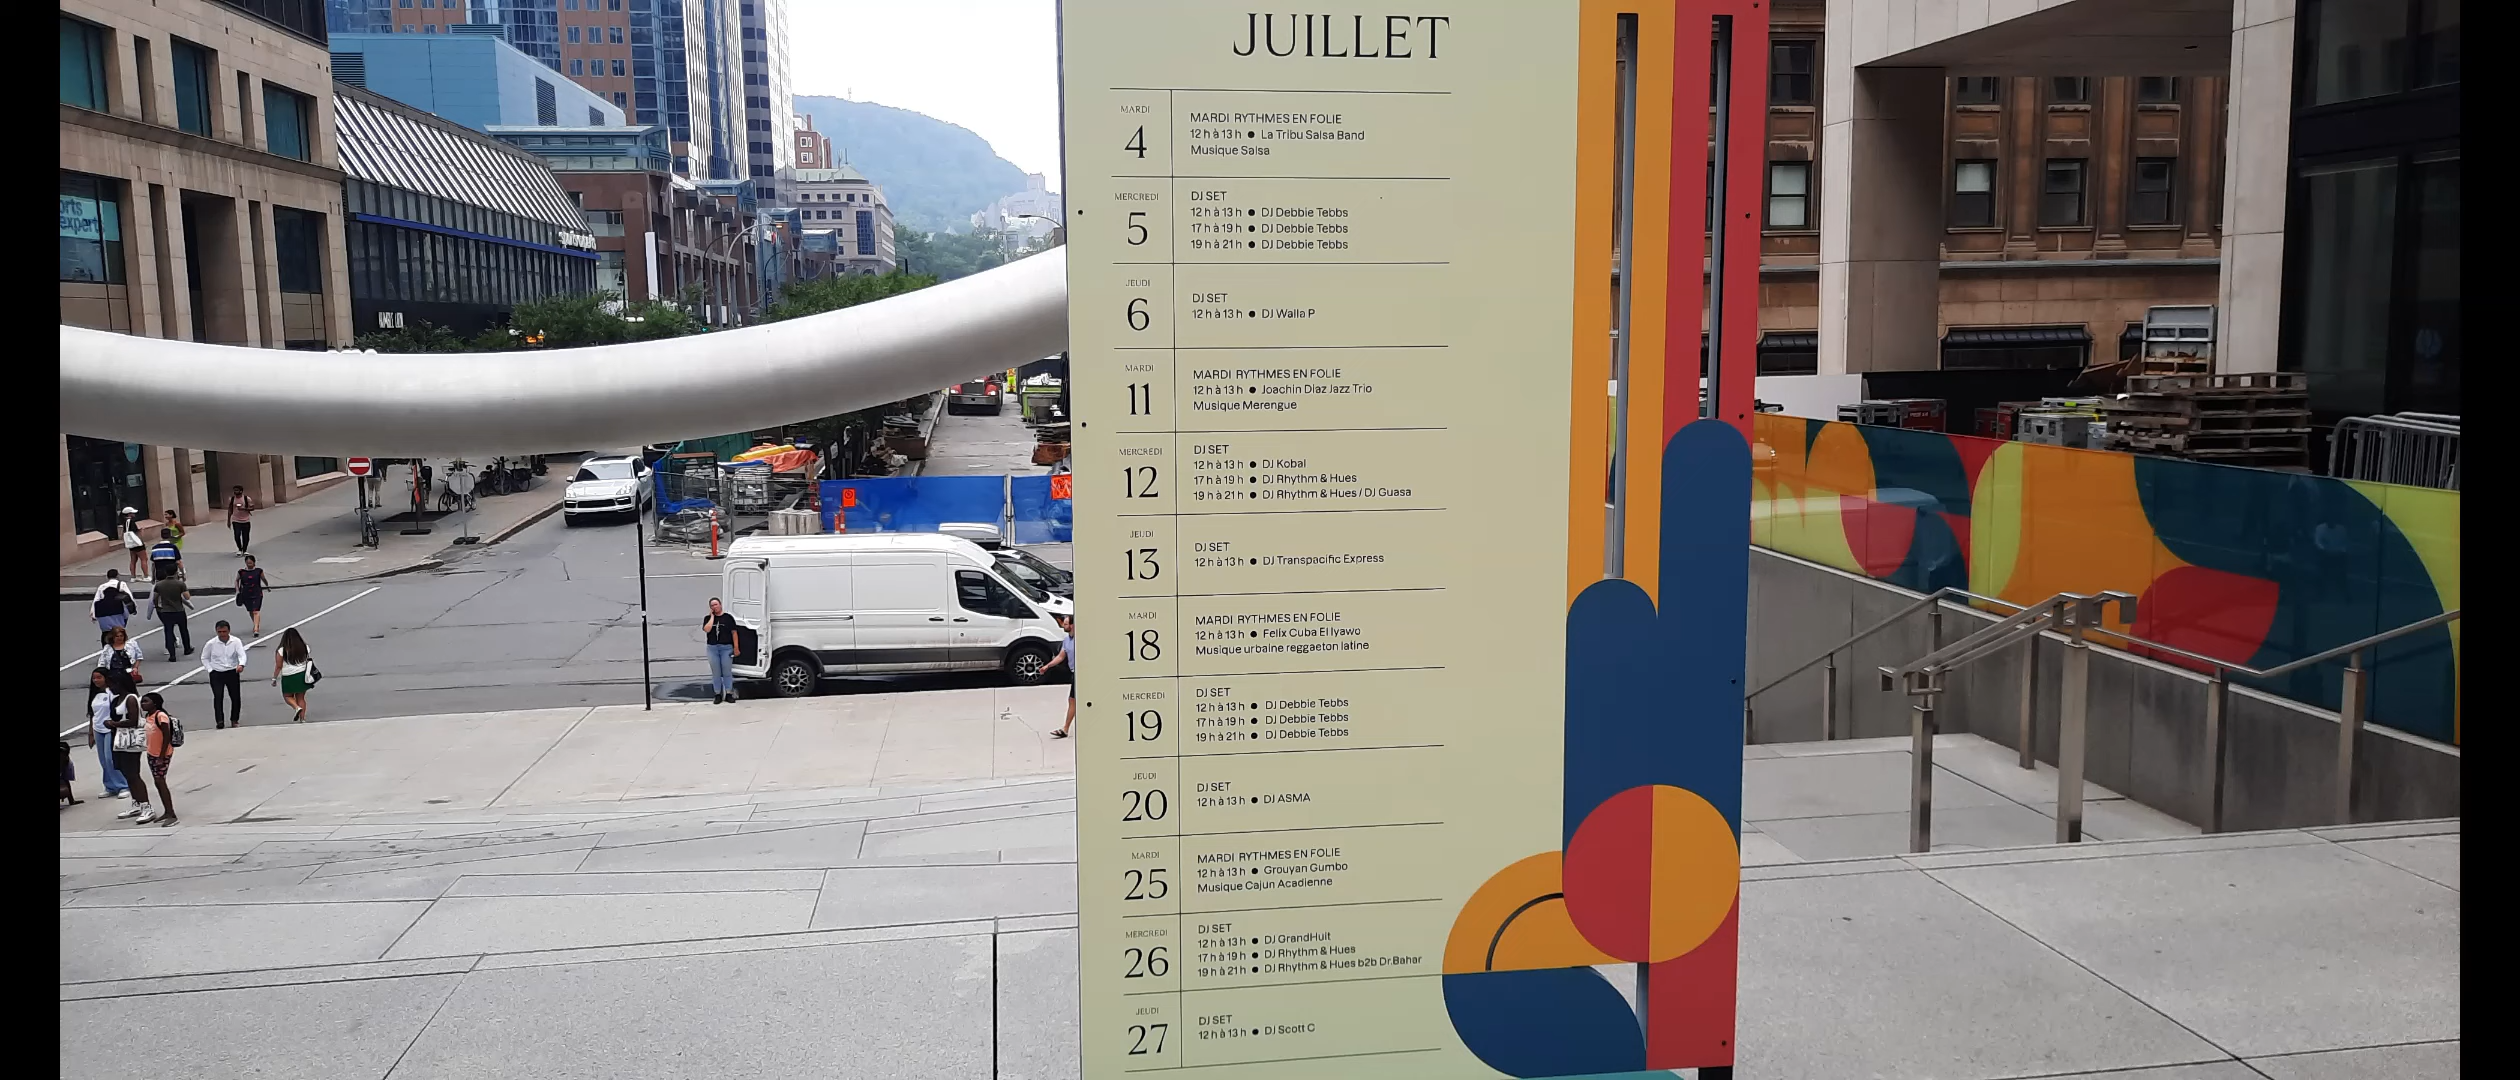 orts
experts
JUILLET
MARDI
4
MARDI RYTHMES EN FOLIE
12 h à 13 h ● La Tribu Salsa Band
Musique Salsa
MERCREDI
5
DJ SET
12 h à 13 h ● DJ Debbie Tebbs
17 h à 19 h ● DJ Debbie Tebbs
19 h à 21 h ● DJ Debbie Tebbs
JEUDI
6
DJ SET
12 h à 13 h ● DJ Walla P
MARDI
11
MARDI RYTHMES EN FOLIE
12 h à 13 h ● Joachin Diaz Jazz Trio
Musique Merengue
MERCREDI
12
DJ SET
12 h à 13 h ● DJ Kobal
17 h à 19 h ● DJ Rhythm & Hues
19 h à 21 h ● DJ Rhythm & Hues / DJ Guasa
JEUDI
13
DJ SET
12 h à 13 h ● DJ Transpacific Express
MARDI
18
MARDI RYTHMES EN FOLIE
12 h à 13 h ● Felix Cuba El Iyawo
Musique urbaine reggaeton latine
MERCREDI
19
DJ SET
12 h à 13 h ● DJ Debbie Tebbs
17 h à 19 h ● DJ Debbie Tebbs
19 h à 21 h ● DJ Debbie Tebbs
JEUDI
20
DJ SET
12 h à 13 h ● DJ ASMA
MARDI
25
MARDI RYTHMES EN FOLIE
12 h à 13 h ● Grouyan Gumbo
Musique Cajun Acadienne
MERCREDI
26
DJ SET
12 h à 13 h ● DJ GrandHuit
17 h à 19 h ● DJ Rhythm & Hues
19 h à 21 h ● DJ Rhythm & Hues b2b Dr.Bahar
JEUDI
27
DJ SET
12 h à 13 h ● DJ Scott C